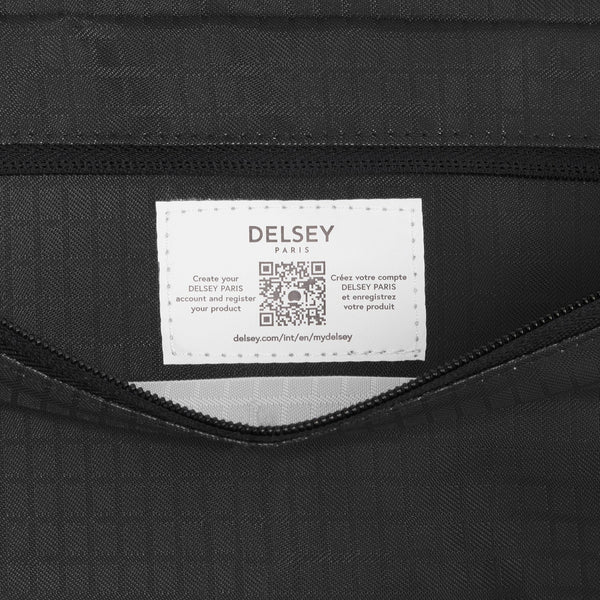 DELSEY
PARIS
Create your
DELSEY PARIS
account and register
your product
Créez votre compte
DELSEY PARIS
et enregistrez
votre produit
delsey.com/int/en/mydelsey